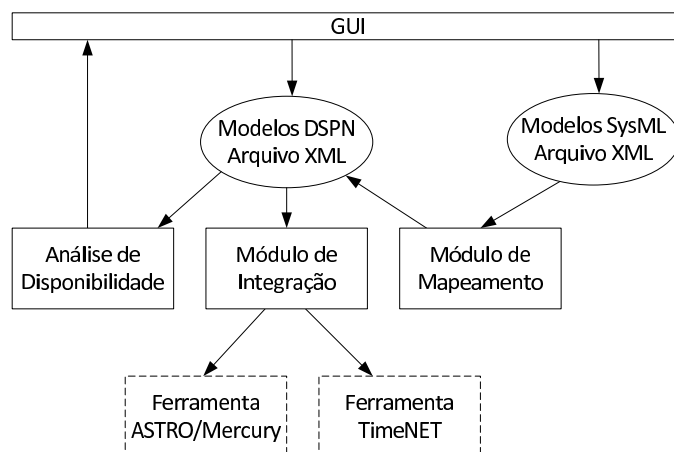 GUI
Modelos DSPN
Arquivo XML
Modelos SysML
Arquivo XML
Análise de
Disponibilidade
Módulo de
Integração
Módulo de
Mapeamento
Ferramenta
ASTRO/Mercury
Ferramenta
TimeNET